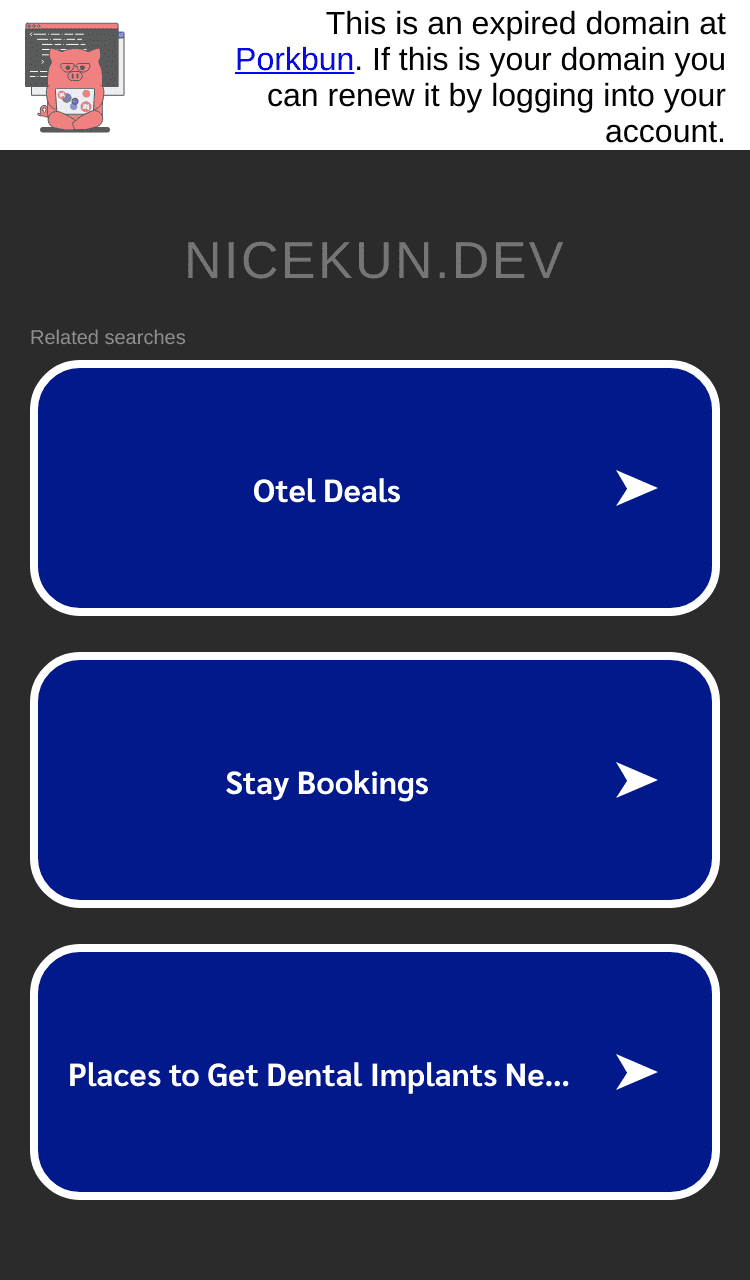 This is an expired domain at
Porkbun. If this is your domain you
can renew it by logging into your
account.
NICEKUN.DEV
Related searches
Otel Deals
Stay Bookings
Places to Get Dental Implants Ne...